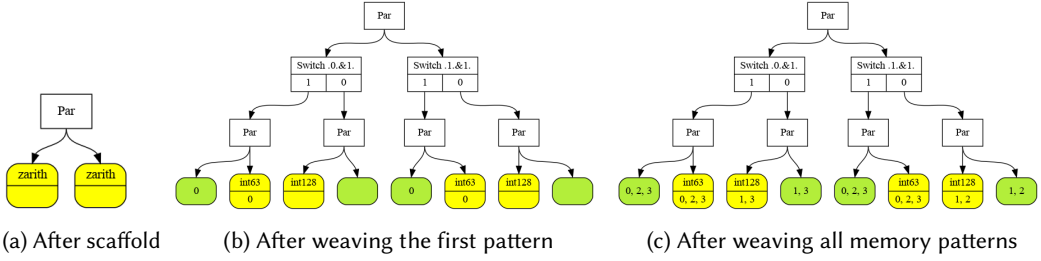 Par
zarith zarith
(a) After scaffold
Par
Switch .0.&1. Switch .1.&1.
1 0 1 0
Par Par Par Par
0 int63 int128 0 int63 int128
0 0
(b) After weaving the first pattern
Par
Switch .0.&1. Switch .1.&1.
1 0 1 0
Par Par Par Par
0, 2, 3 int63 int128 1, 3 0, 2, 3 int63 int128 1, 2
0, 2, 3 1, 3 0, 2, 3 1, 2
(c) After weaving all memory patterns